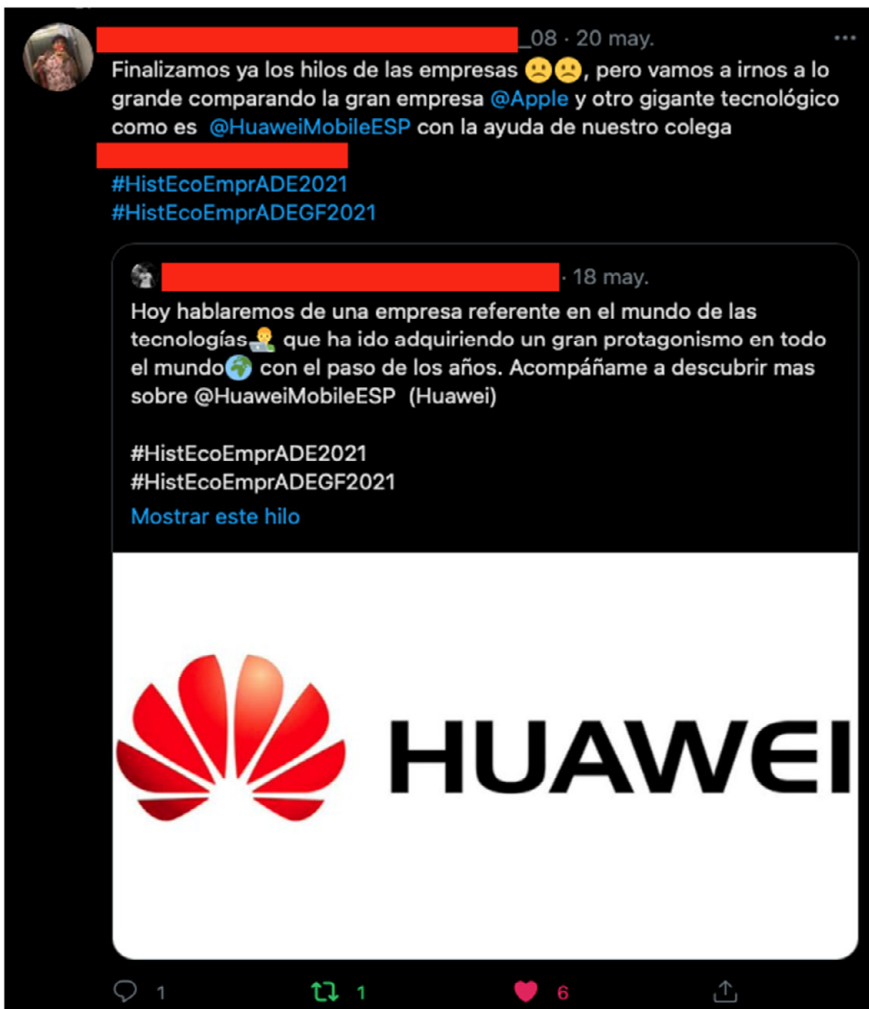 _08 · 20 may.
Finalizamos ya los hilos de las empresas 🙁🙁, pero vamos a irnos a lo
grande comparando la gran empresa @Apple y otro gigante tecnológico
como es @HuaweiMobileESP con la ayuda de nuestro colega
#HistEcoEmprADE2021
#HistEcoEmprADEGF2021
· 18 may.
Hoy hablaremos de una empresa referente en el mundo de las
tecnologías👨‍💻 que ha ido adquiriendo un gran protagonismo en todo
el mundo🌍 con el paso de los años. Acompáñame a descubrir mas
sobre @HuaweiMobileESP (Huawei)
#HistEcoEmprADE2021
#HistEcoEmprADEGF2021
Mostrar este hilo
HUAWEI
1 1 6